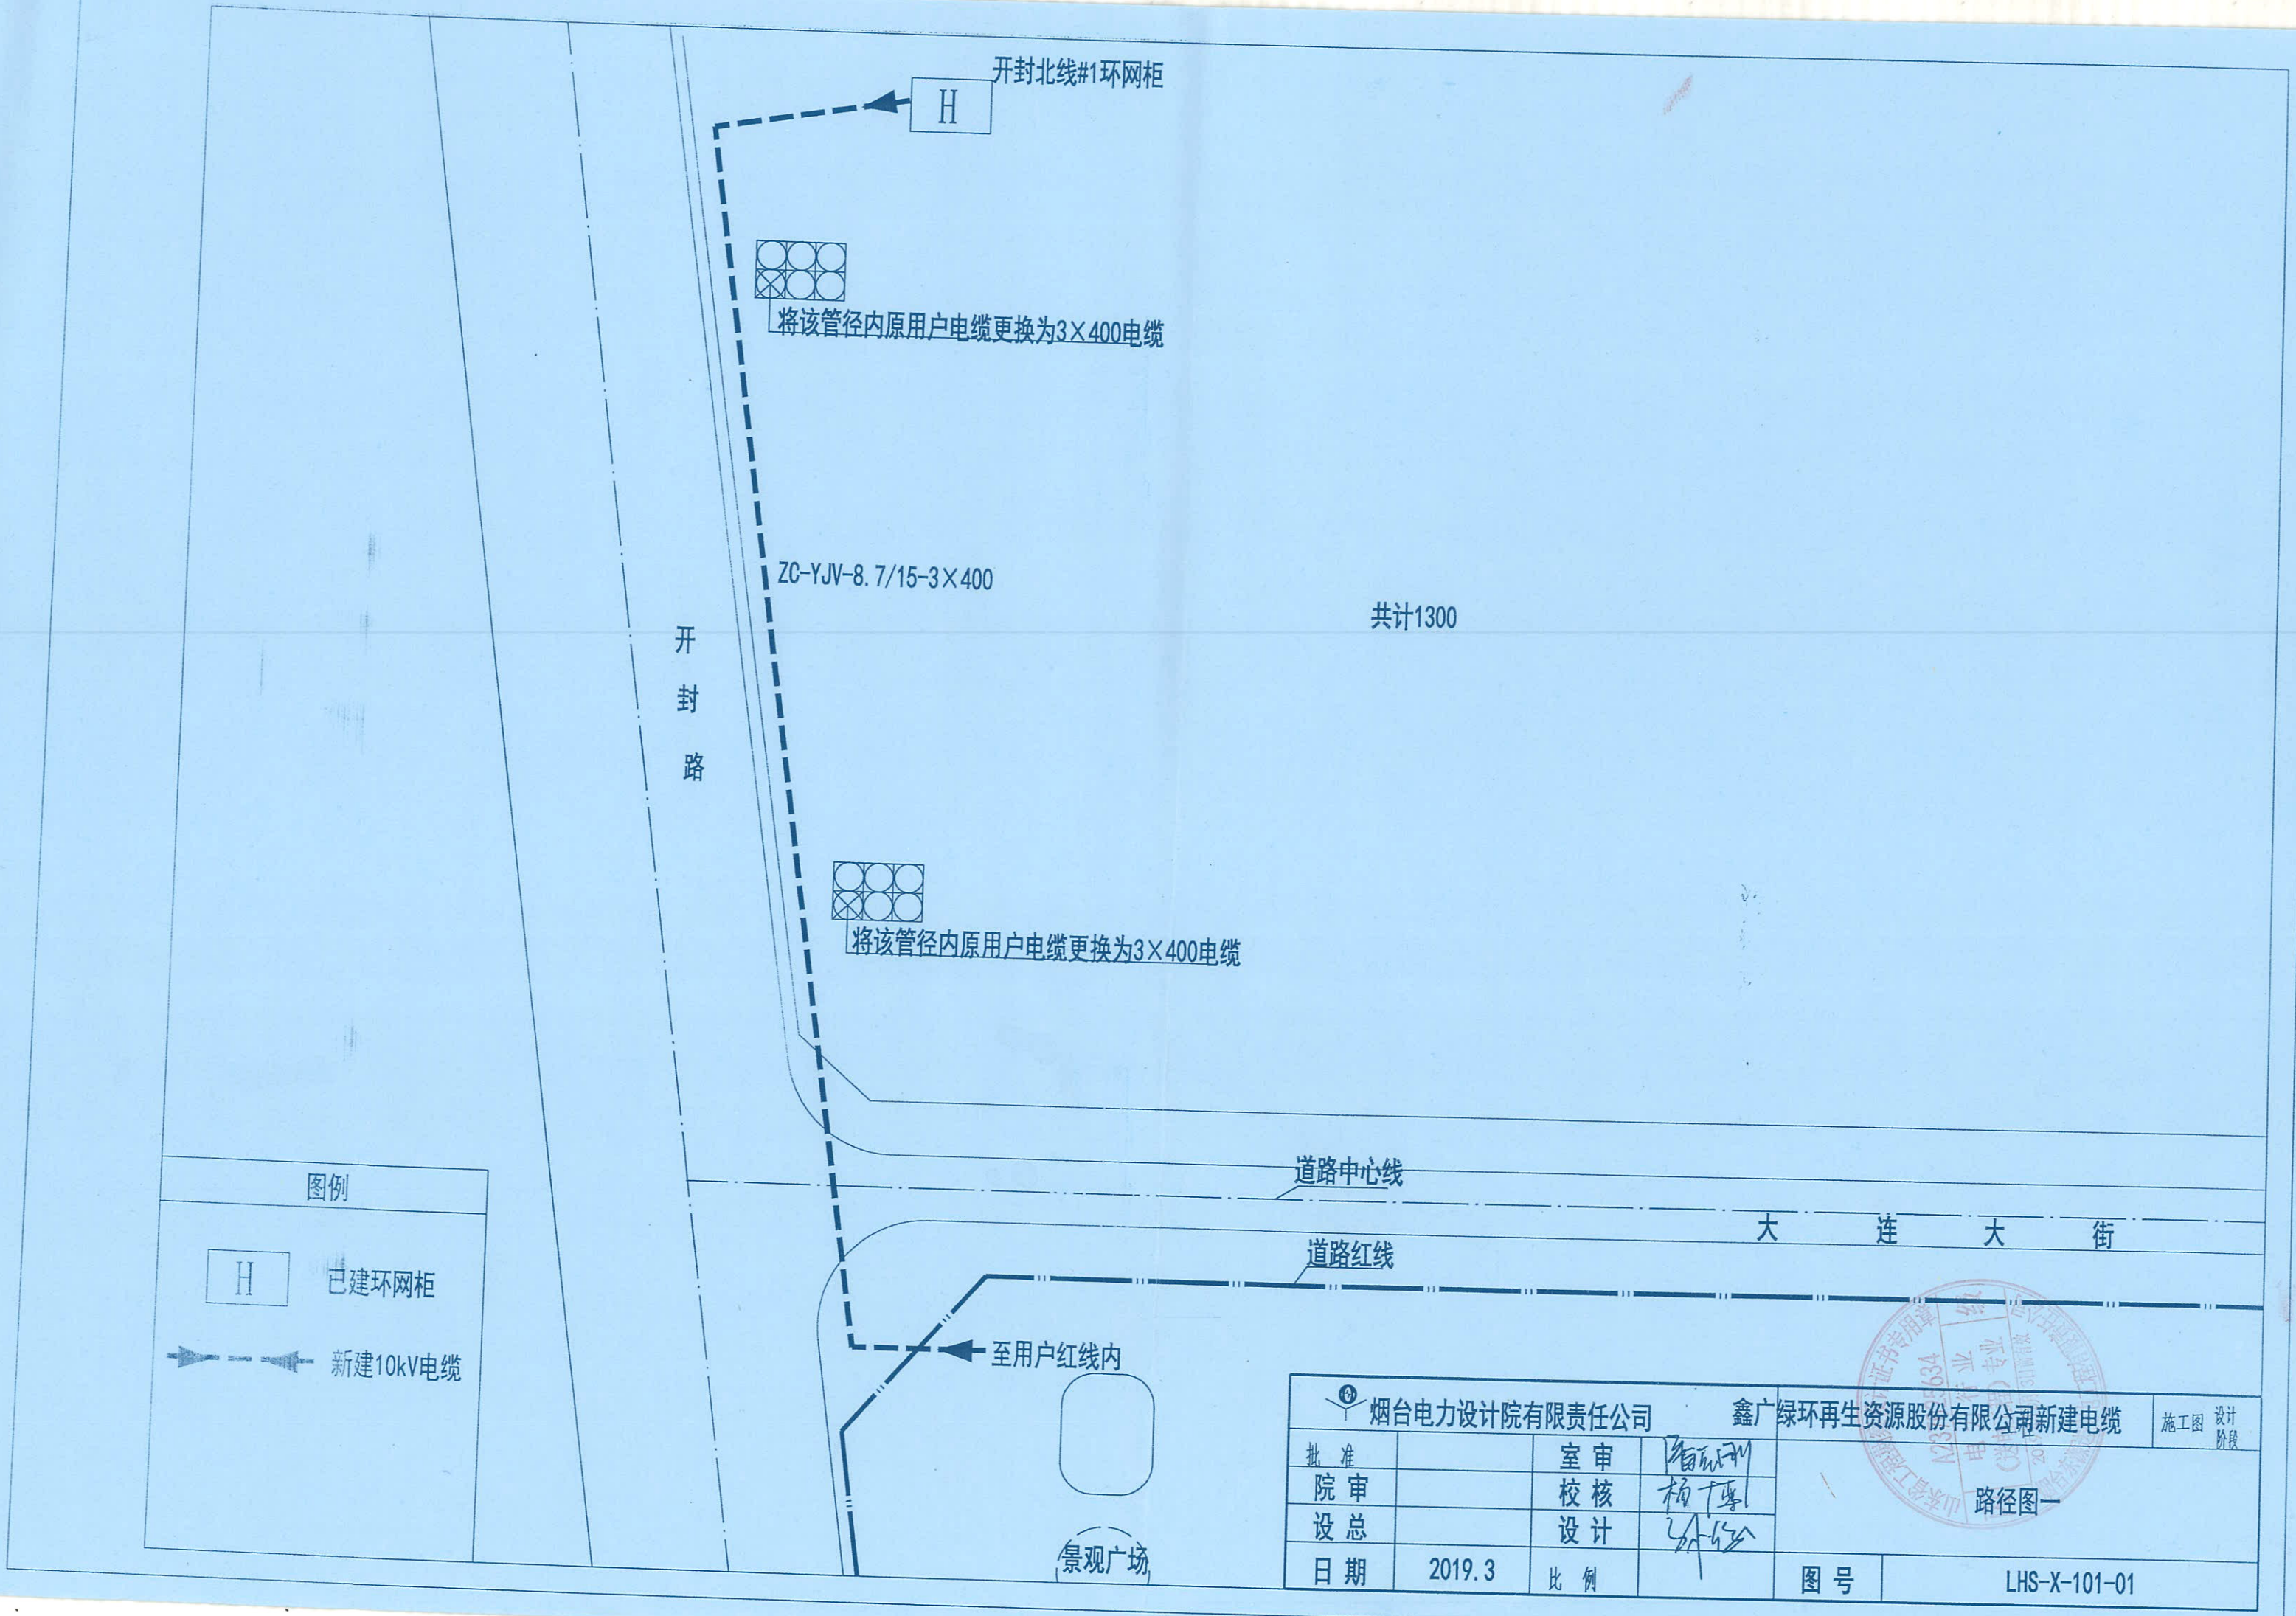 开封北线#1环网柜
H
将该管径内原用户电缆更换为3×400电缆
ZC-YJV-8.7/15-3×400
共计1300
开封路
将该管径内原用户电缆更换为3×400电缆
道路中心线
大连大街
道路红线
至用户红线内
景观广场
图例
H 已建环网柜
新建10kV电缆
烟台电力设计院有限责任公司
鑫广绿环再生资源股份有限公司新建电缆
工程
施工图 设计阶段
批准 室审
院审 校核
设总 设计
路径图一
日期 2019.3 比例
图号 LHS-X-101-01